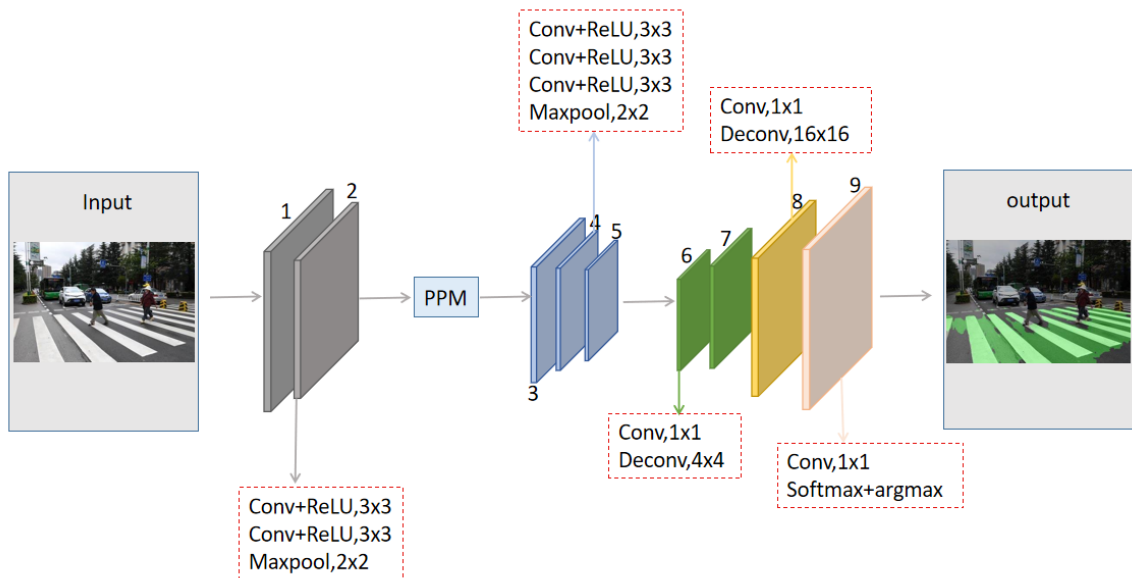 Conv+ReLU,3x3
Conv+ReLU,3x3
Conv+ReLU,3x3
Maxpool,2x2
Conv,1x1
Deconv,16x16
Input
1
2
PPM
3
4
5
6
7
8
9
output
Conv+ReLU,3x3
Conv+ReLU,3x3
Maxpool,2x2
Conv,1x1
Deconv,4x4
Conv,1x1
Softmax+argmax